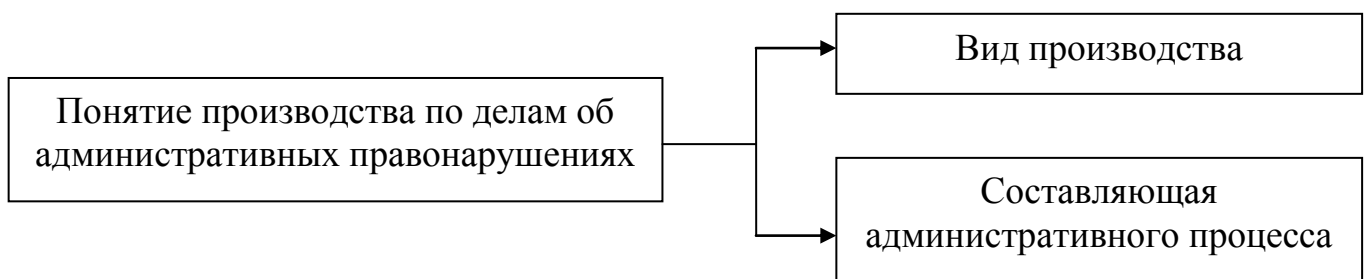 Понятие производства по делам об
административных правонарушениях
Вид производства
Составляющая
административного процесса